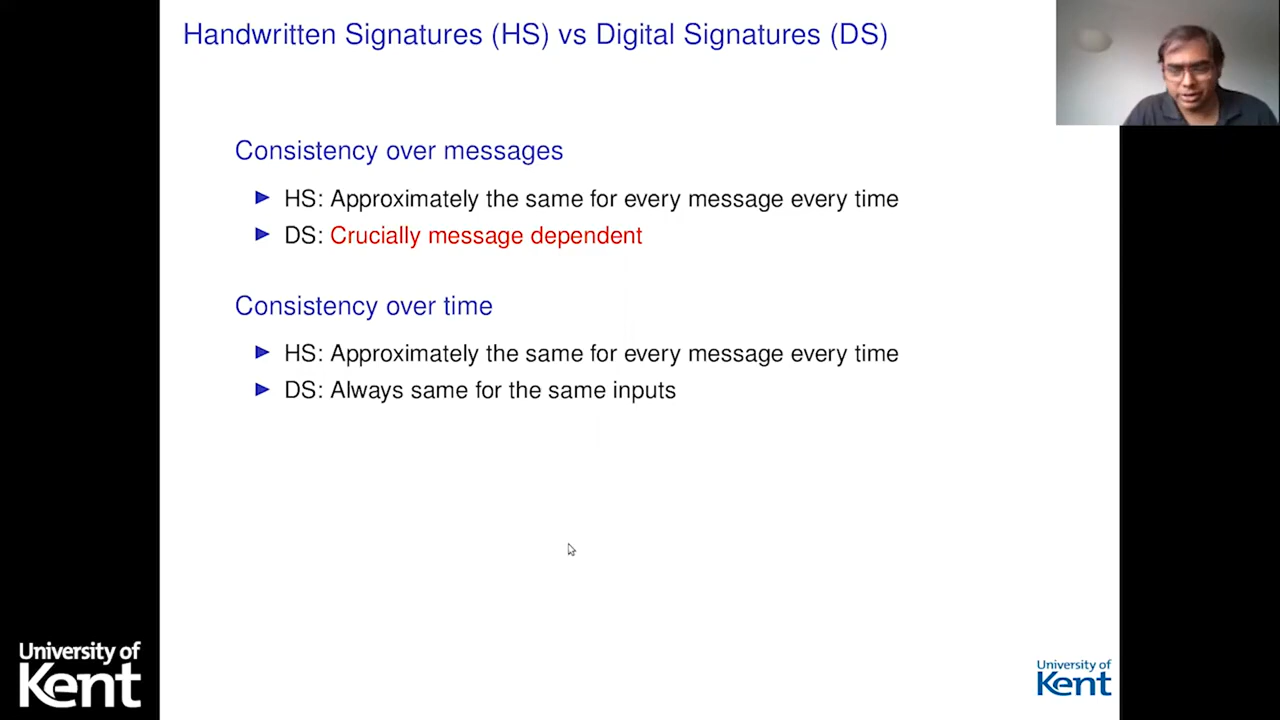 Handwritten Signatures (HS) vs Digital Signatures (DS)
Consistency over messages
HS: Approximately the same for every message every time
DS: Crucially message dependent
Consistency over time
HS: Approximately the same for every message every time
DS: Always same for the same inputs
University of
Kent
University of
Kent